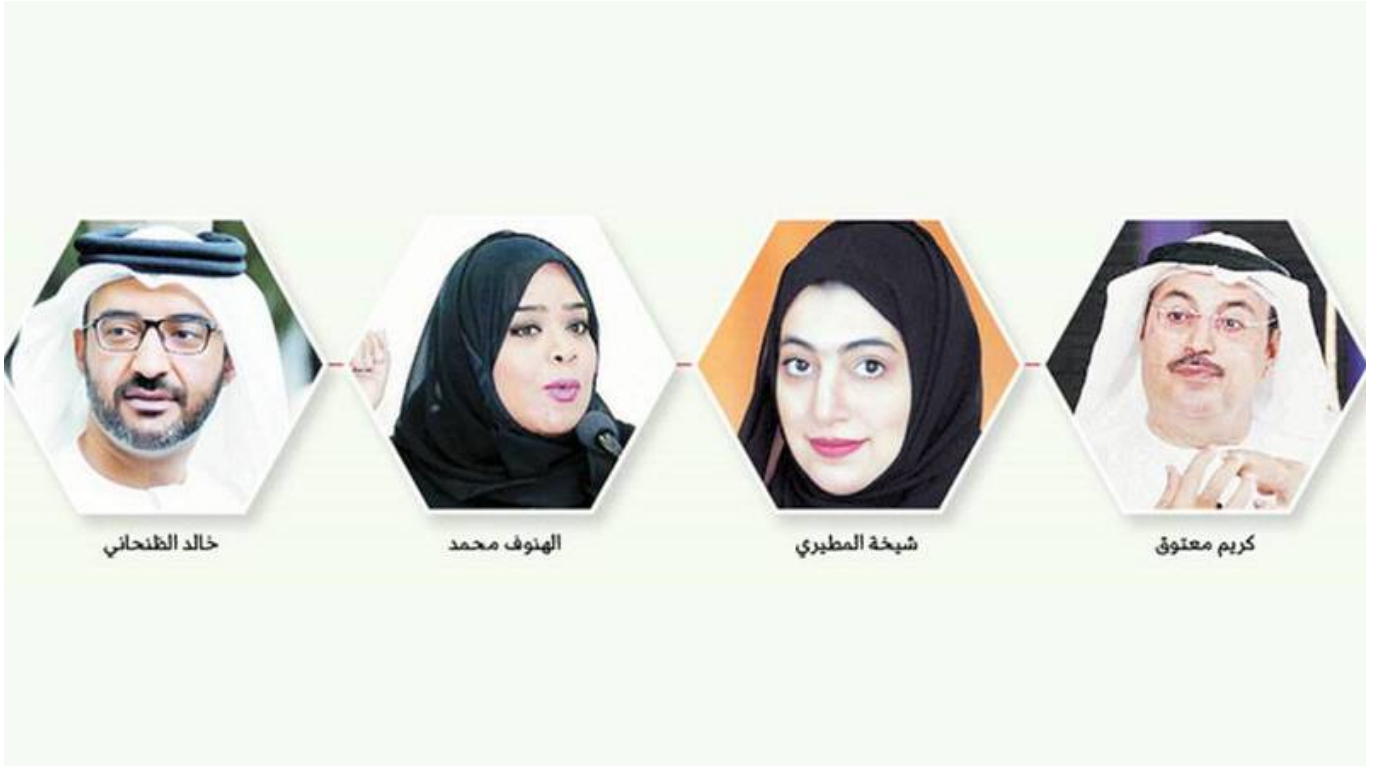 كريم معتوق
شيخة المطيري
الهنوف محمد
خالد الظنحاني